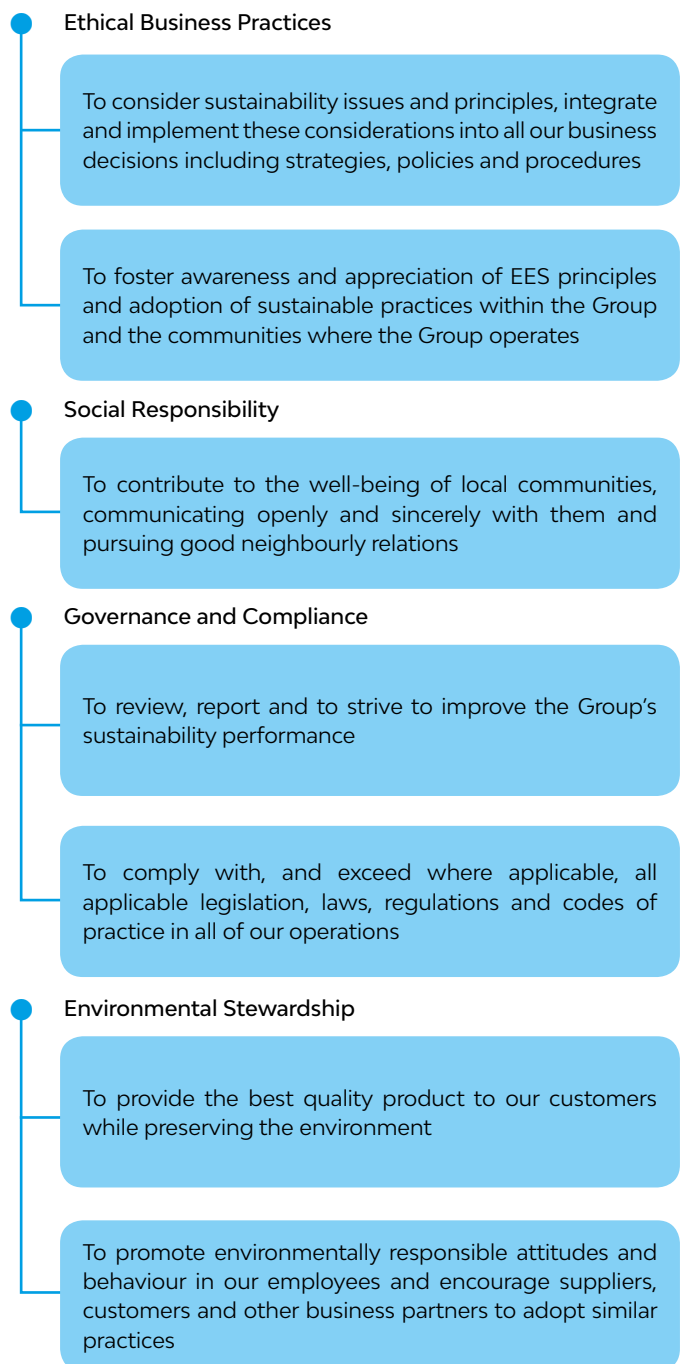 Ethical Business Practices
To consider sustainability issues and principles, integrate
and implement these considerations into all our business
decisions including strategies, policies and procedures
To foster awareness and appreciation of EES principles
and adoption of sustainable practices within the Group
and the communities where the Group operates
Social Responsibility
To contribute to the well-being of local communities,
communicating openly and sincerely with them and
pursuing good neighbourly relations
Governance and Compliance
To review, report and to strive to improve the Group’s
sustainability performance
To comply with, and exceed where applicable, all
applicable legislation, laws, regulations and codes of
practice in all of our operations
Environmental Stewardship
To provide the best quality product to our customers
while preserving the environment
To promote environmentally responsible attitudes and
behaviour in our employees and encourage suppliers,
customers and other business partners to adopt similar
practices